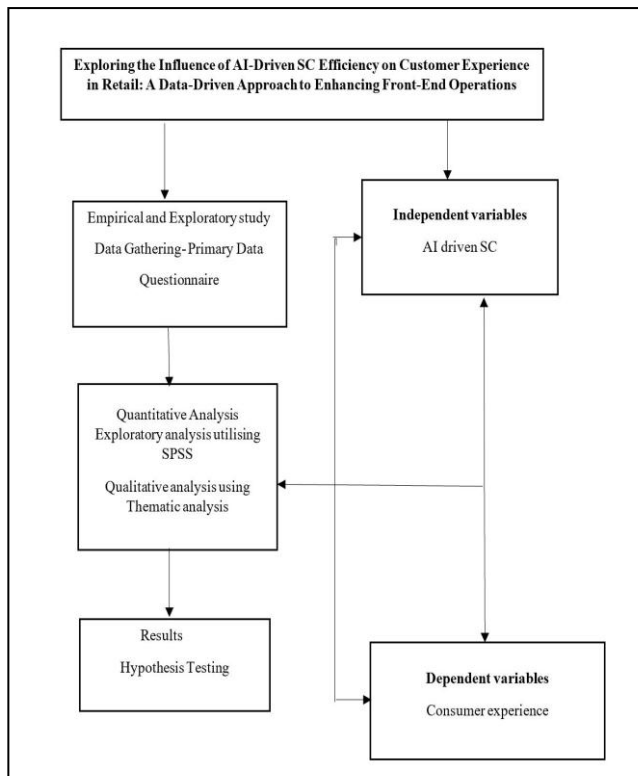 Exploring the Influence of AI-Driven SC Efficiency on Customer Experience
in Retail: A Data-Driven Approach to Enhancing Front-End Operations
Empirical and Exploratory study
Data Gathering- Primary Data
Questionnaire
Independent variables
AI driven SC
Quantitative Analysis
Exploratory analysis utilising
SPSS
Qualitative analysis using
Thematic analysis
Results
Hypothesis Testing
Dependent variables
Consumer experience